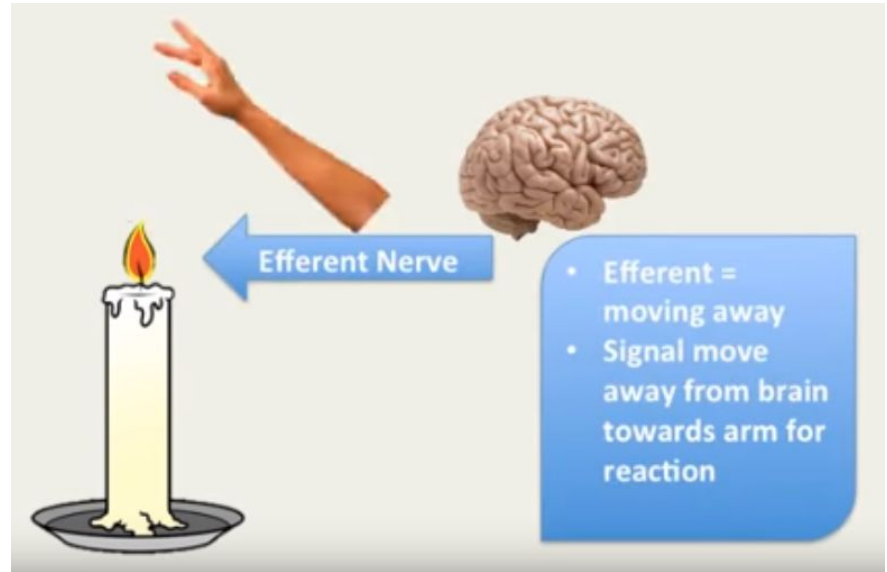 Efferent Nerve
• Efferent =
moving away
• Signal move
away from brain
towards arm for
reaction